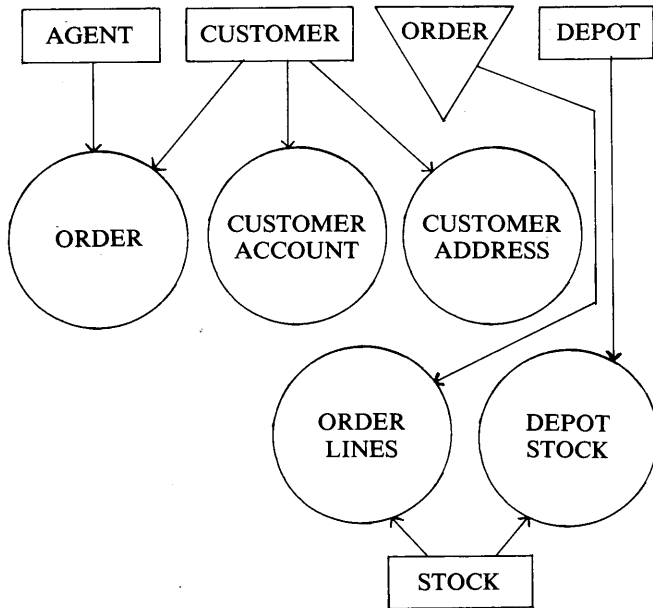 AGENT
CUSTOMER
ORDER
DEPOT
ORDER
CUSTOMER
ACCOUNT
CUSTOMER
ADDRESS
ORDER
LINES
DEPOT
STOCK
STOCK